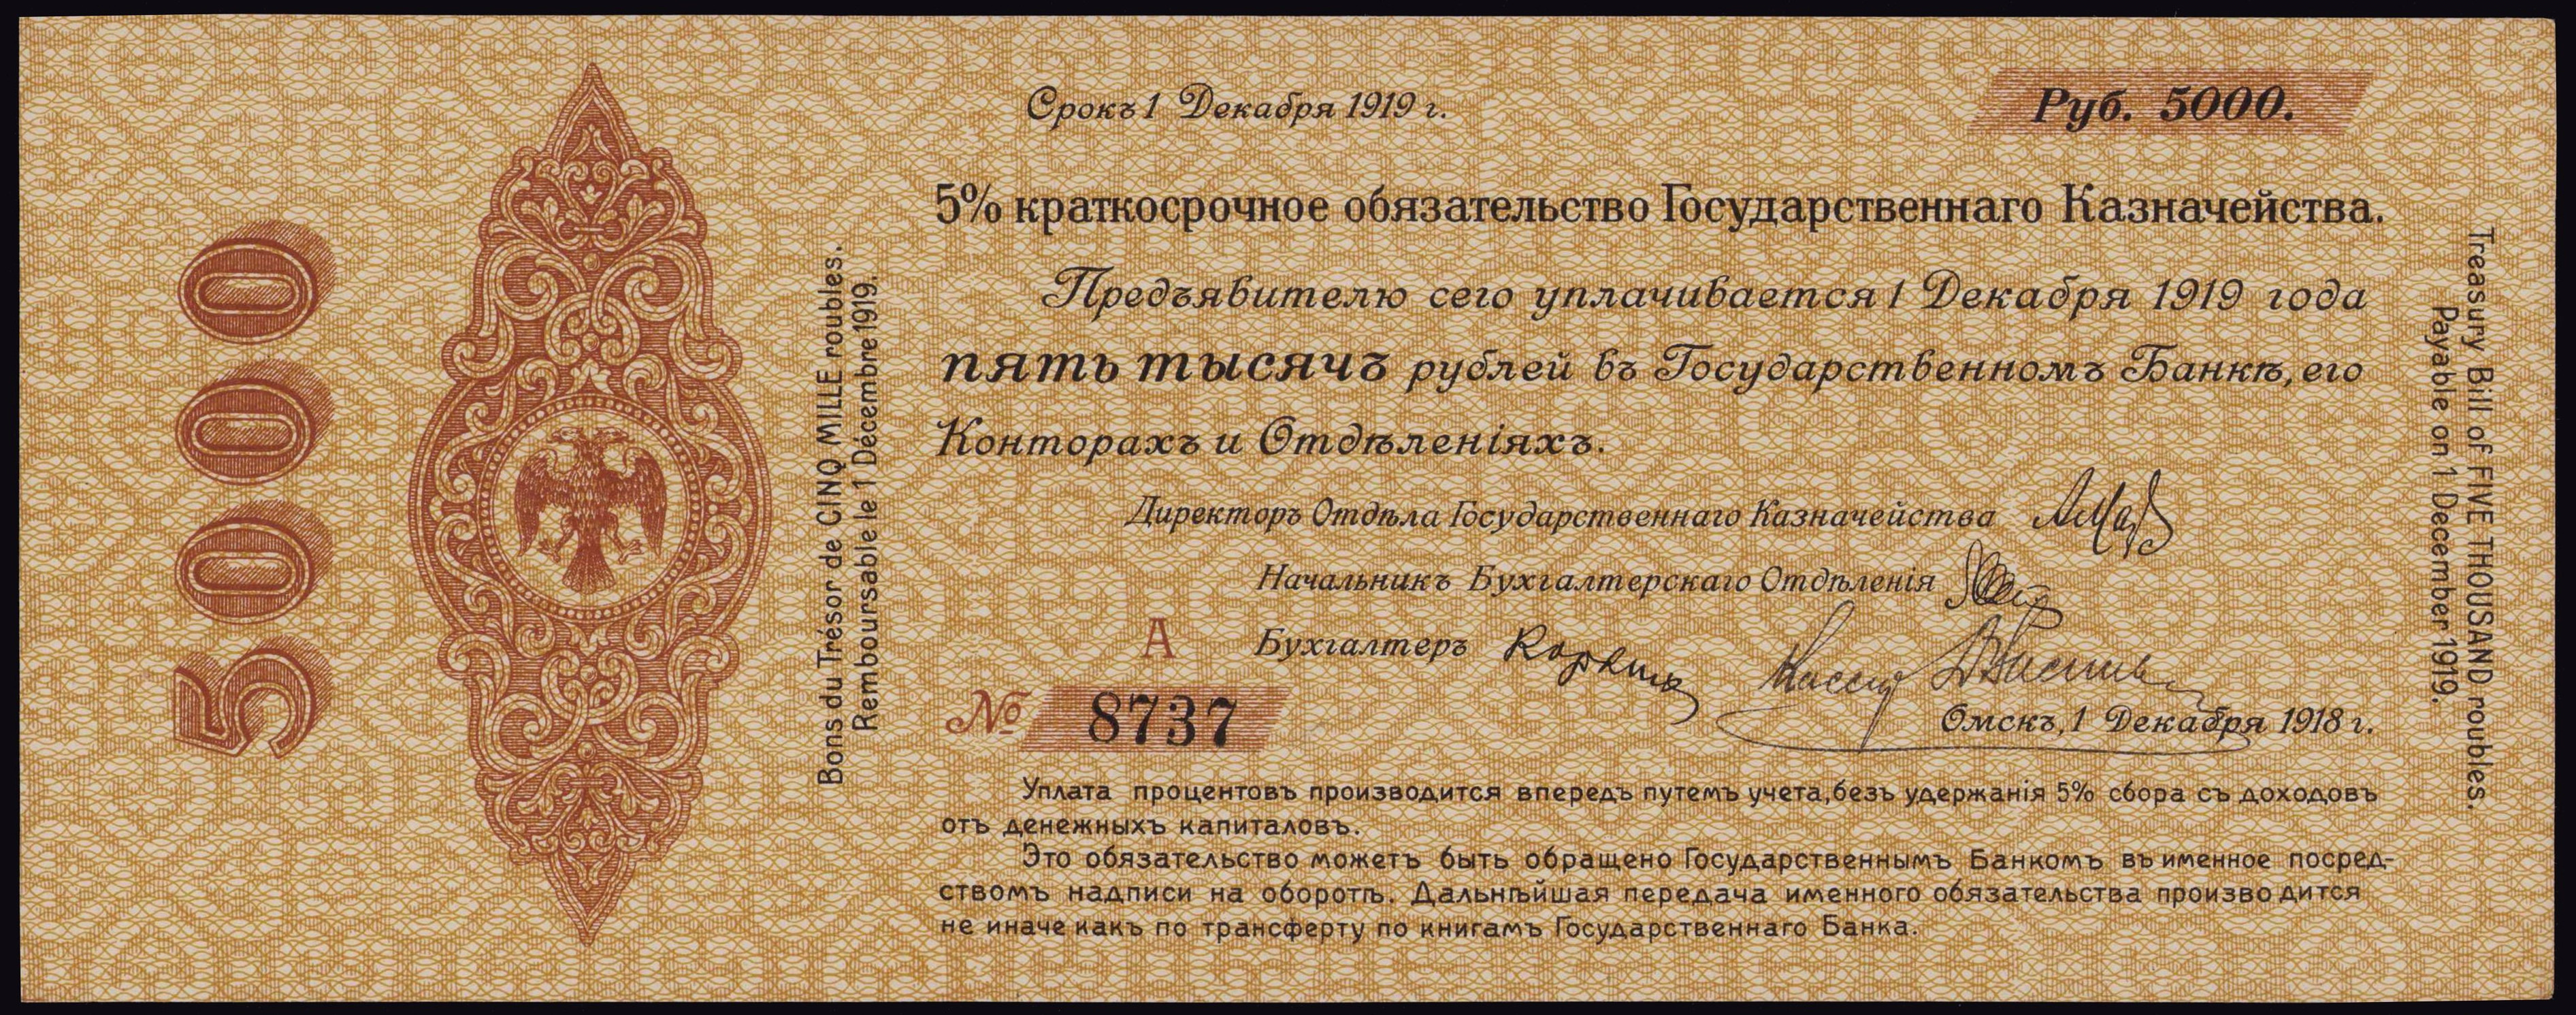 5000
Bons du Trésor de CINQ MILLE roubles.
Remboursable le 1 Décembre 1919.
Срокъ 1 Декабря 1919 г.
Руб. 5000.
5% краткосрочное обязательство Государственнаго Казначейства.
Предъявителю сего уплачивается 1 Декабря 1919 года
пять тысячъ рублей въ Государственномъ Банкѣ, его
Конторахъ и Отдѣленіяхъ.
Директоръ Отдѣла Государственнаго Казначейства
Начальникъ Бухгалтерскаго Отдѣленія
А Бухгалтеръ
№ 8737
Омскъ, 1 Декабря 1918 г.
Уплата процентовъ производится впередъ путемъ учета, безъ удержанія 5% сбора съ доходовъ
отъ денежныхъ капиталовъ.
Это обязательство можетъ быть обращено Государственнымъ Банкомъ въ именное посред-
ствомъ надписи на оборотѣ. Дальнѣйшая передача именного обязательства производится
не иначе какъ по трансферту по книгамъ Государственнаго Банка.
Treasury Bill of FIVE THOUSAND roubles.
Payable on 1 December 1919.